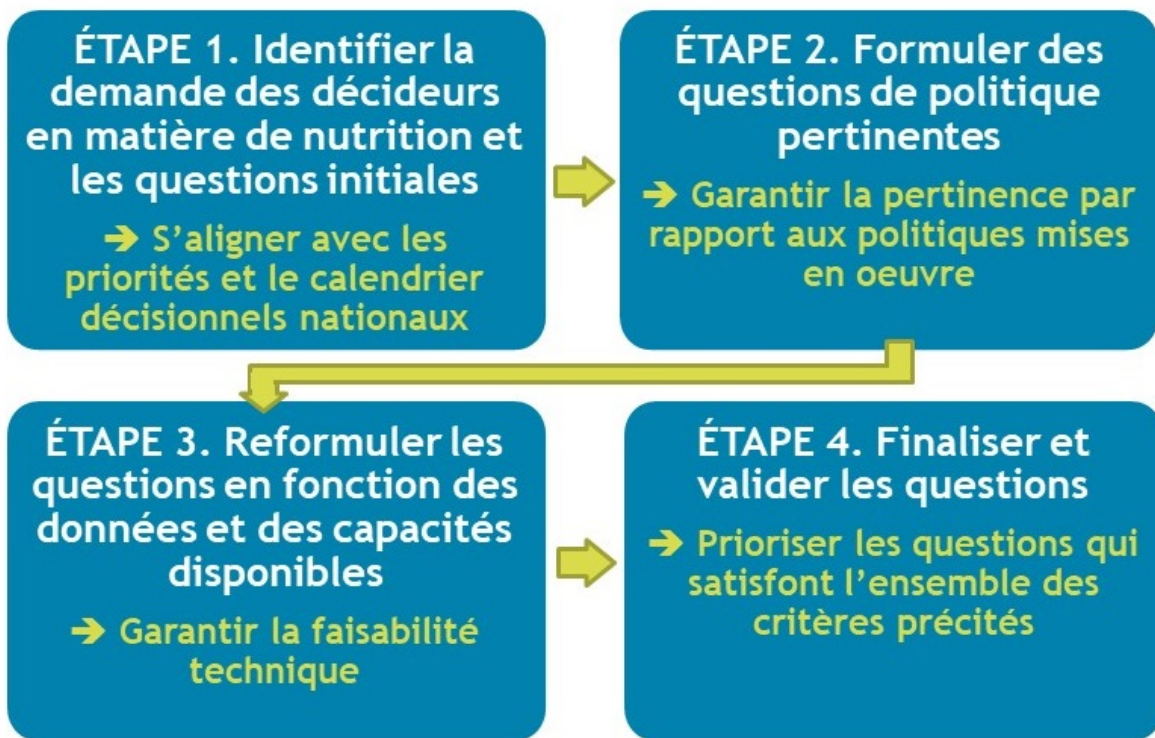 ÉTAPE 1. Identifier la
demande des décideurs
en matière de nutrition et
les questions initiales
➔ S’aligner avec les
priorités et le calendrier
décisionnels nationaux
ÉTAPE 2. Formuler des
questions de politique
pertinentes
➔ Garantir la pertinence par
rapport aux politiques mises
en oeuvre
ÉTAPE 3. Reformuler les
questions en fonction des
données et des capacités
disponibles
➔ Garantir la faisabilité
technique
ÉTAPE 4. Finaliser et
valider les questions
➔ Prioriser les questions qui
satisfont l’ensemble des
critères précités